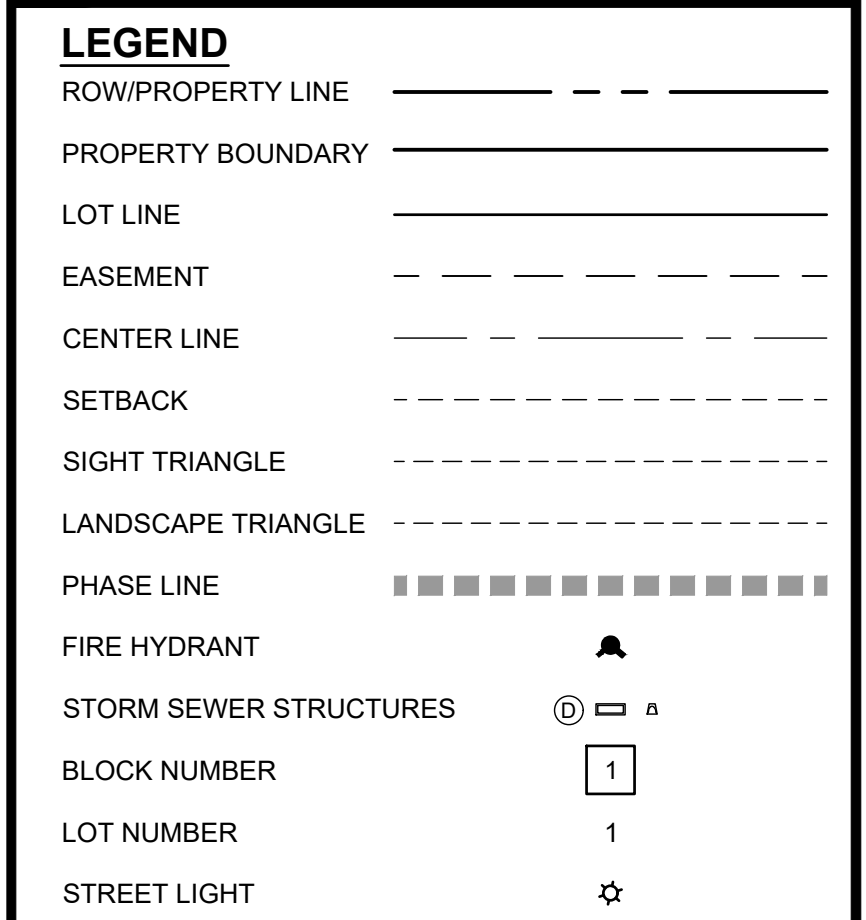 LEGEND
ROW/PROPERTY LINE
PROPERTY BOUNDARY
LOT LINE
EASEMENT
CENTER LINE
SETBACK
SIGHT TRIANGLE
LANDSCAPE TRIANGLE
PHASE LINE
FIRE HYDRANT
STORM SEWER STRUCTURES D
BLOCK NUMBER 1
LOT NUMBER 1
STREET LIGHT